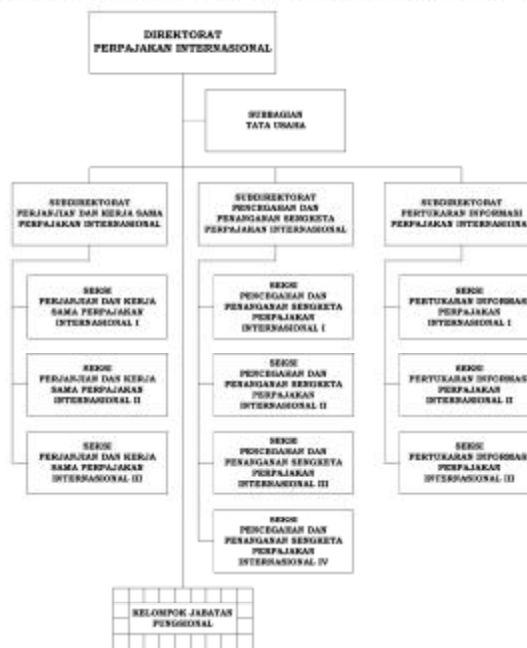 DIREKTORAT
PERPAJAKAN INTERNASIONAL
SUBBAGIAN
TATA USAHA
SUBDIREKTORAT
PERJANJIAN DAN KERJA SAMA
PERPAJAKAN INTERNASIONAL
SEKSI
PERJANJIAN DAN KERJA
SAMA PERPAJAKAN
INTERNASIONAL I
SEKSI
PERJANJIAN DAN KERJA
SAMA PERPAJAKAN
INTERNASIONAL II
SEKSI
PERJANJIAN DAN KERJA
SAMA PERPAJAKAN
INTERNASIONAL III
SUBDIREKTORAT
PENCEGAHAN DAN
PENANGANAN SENGKETA
PERPAJAKAN INTERNASIONAL
SEKSI
PENCEGAHAN DAN
PENANGANAN SENGKETA
PERPAJAKAN
INTERNASIONAL I
SEKSI
PENCEGAHAN DAN
PENANGANAN SENGKETA
PERPAJAKAN
INTERNASIONAL II
SEKSI
PENCEGAHAN DAN
PENANGANAN SENGKETA
PERPAJAKAN
INTERNASIONAL III
SEKSI
PENCEGAHAN DAN
PENANGANAN SENGKETA
PERPAJAKAN
INTERNASIONAL IV
SUBDIREKTORAT
PERTUKARAN INFORMASI
PERPAJAKAN INTERNASIONAL
SEKSI
PERTUKARAN INFORMASI
PERPAJAKAN
INTERNASIONAL I
SEKSI
PERTUKARAN INFORMASI
PERPAJAKAN
INTERNASIONAL II
SEKSI
PERTUKARAN INFORMASI
PERPAJAKAN
INTERNASIONAL III
KELOMPOK JABATAN
FUNGSIONAL